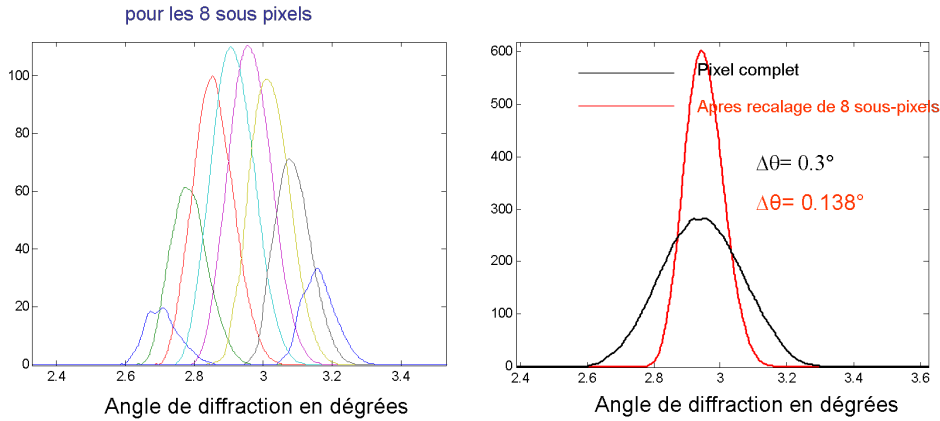 pour les 8 sous pixels
100
80
60
40
20
0
2.4 2.6 2.8 3 3.2 3.4
Angle de diffraction en dégrées
600
500
400
300
200
100
0
Pixel complet
Apres recalage de 8 sous-pixels
Δθ= 0.3°
Δθ= 0.138°
2.4 2.6 2.8 3 3.2 3.4 3.6
Angle de diffraction en dégrées